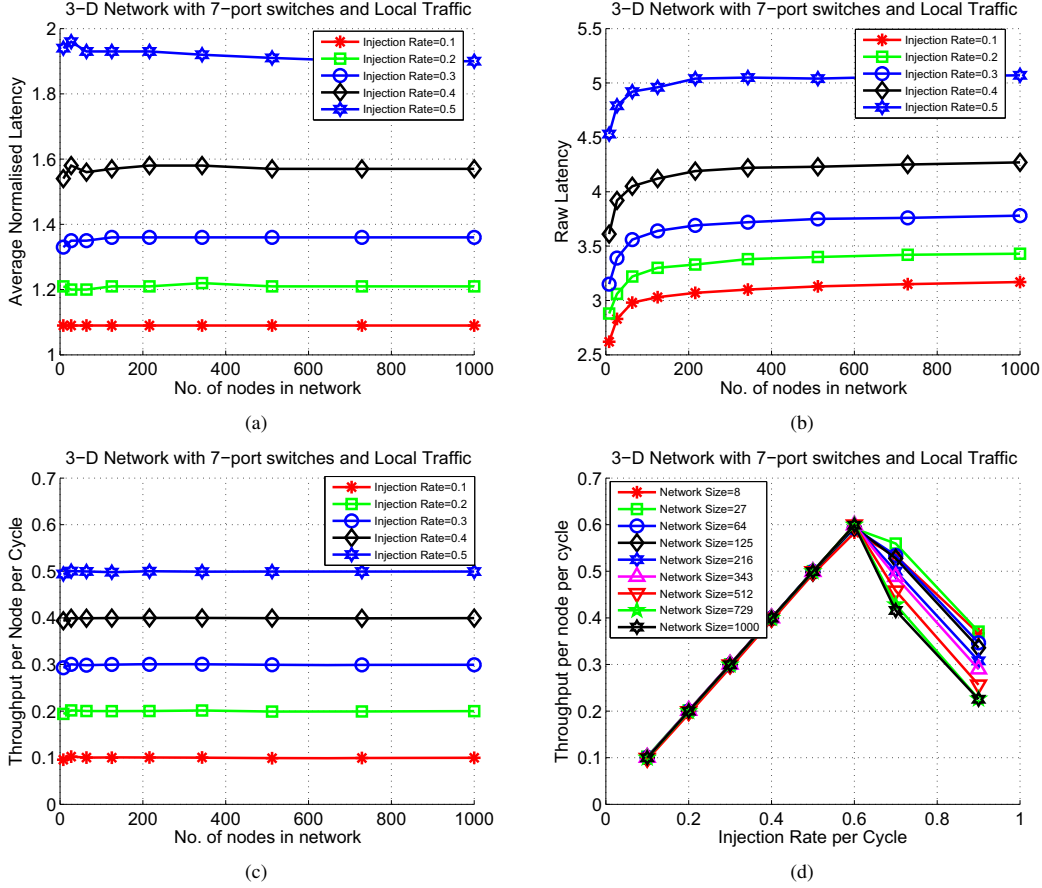 3−D Network with 7−port switches and Local Traffic
2
1.8
1.6
1.4
1.2
1
Average Normalised Latency
Injection Rate=0.1
Injection Rate=0.2
Injection Rate=0.3
Injection Rate=0.4
Injection Rate=0.5
0 200 400 600 800 1000
No. of nodes in network
(a)
3−D Network with 7−port switches and Local Traffic
5.5
5
4.5
4
3.5
3
2.5
Raw Latency
Injection Rate=0.1
Injection Rate=0.2
Injection Rate=0.3
Injection Rate=0.4
Injection Rate=0.5
0 200 400 600 800 1000
No. of nodes in network
(b)
3−D Network with 7−port switches and Local Traffic
0.7
0.6
0.5
0.4
0.3
0.2
0.1
0
Throughput per Node per Cycle
Injection Rate=0.1
Injection Rate=0.2
Injection Rate=0.3
Injection Rate=0.4
Injection Rate=0.5
0 200 400 600 800 1000
No. of nodes in network
(c)
3−D Network with 7−port switches and Local Traffic
0.7
0.6
0.5
0.4
0.3
0.2
0.1
0
Throughput per node per cycle
Network Size=8
Network Size=27
Network Size=64
Network Size=125
Network Size=216
Network Size=343
Network Size=512
Network Size=729
Network Size=1000
0 0.2 0.4 0.6 0.8 1
Injection Rate per Cycle
(d)